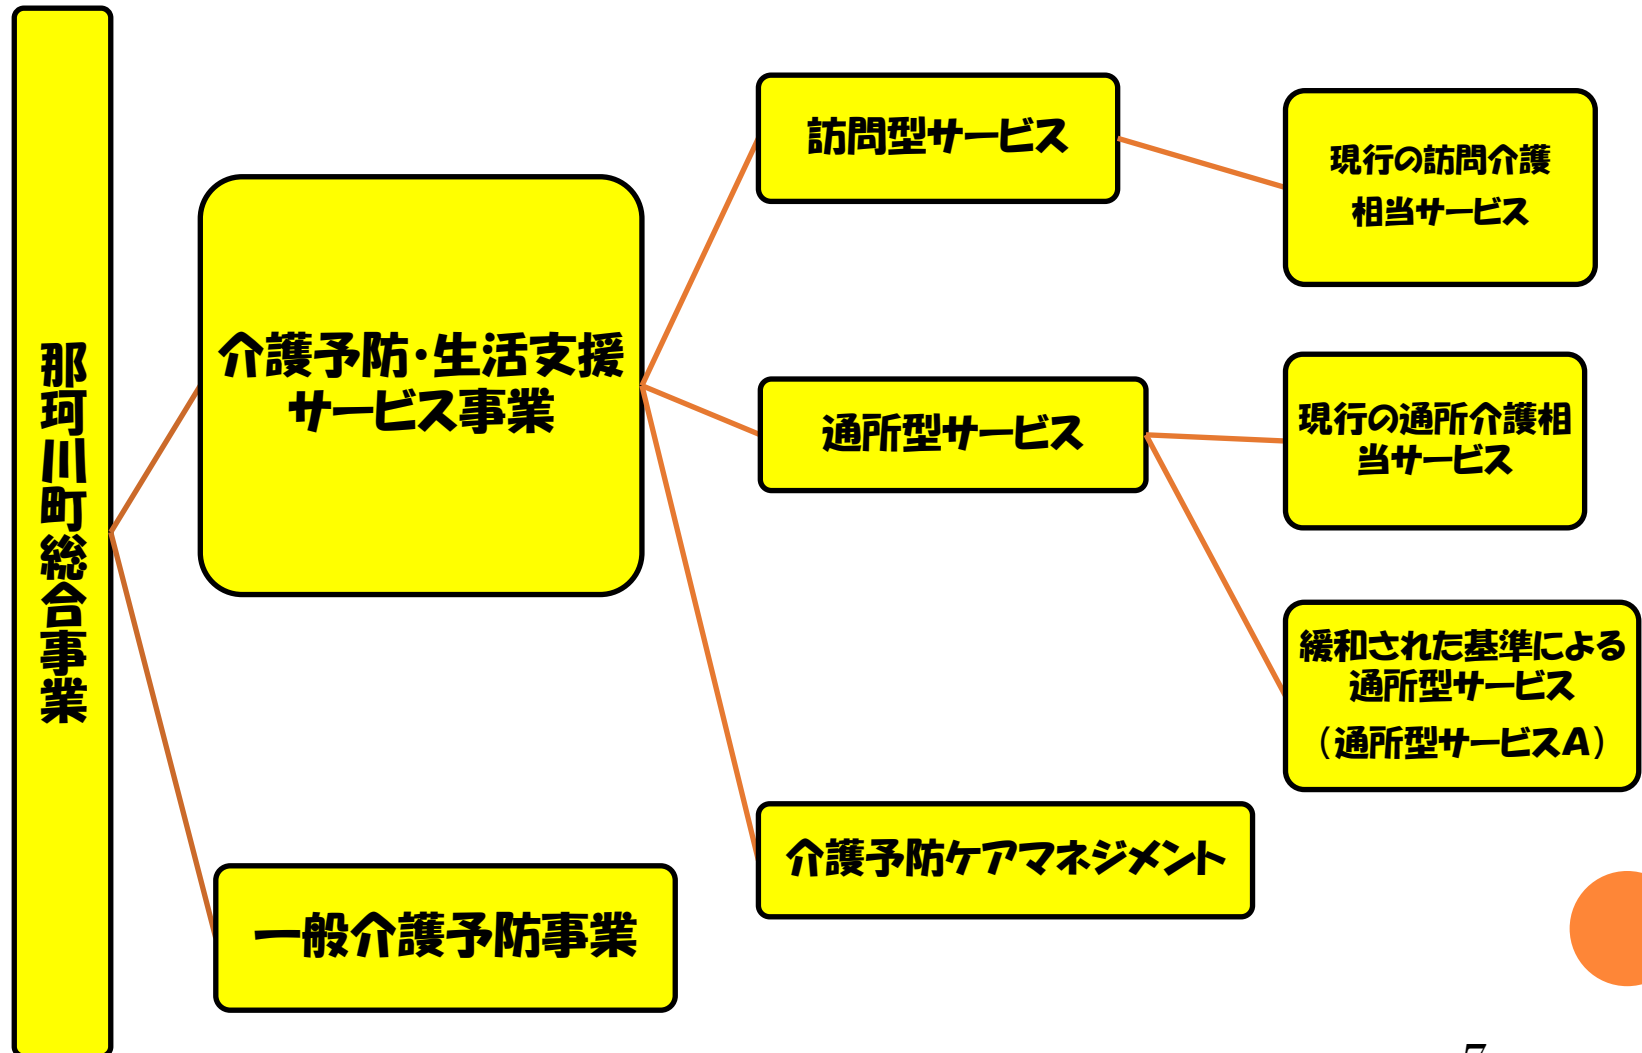 那珂川町総合事業
介護予防・生活支援
サービス事業
一般介護予防事業
訪問型サービス
通所型サービス
介護予防ケアマネジメント
現行の訪問介護
相当サービス
現行の通所介護相
当サービス
緩和された基準による
通所型サービス
（通所型サービスA）
7